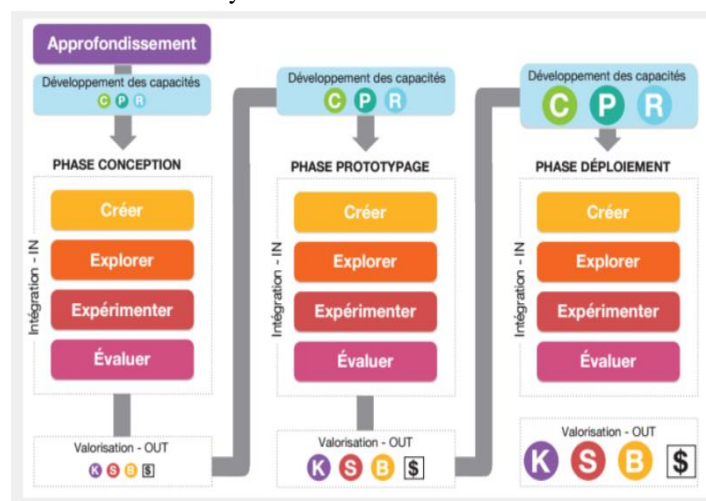 Approfondissement
Développement des capacités
C P R
PHASE CONCEPTION
Intégration - IN
Créer
Explorer
Expérimenter
Évaluer
Valorisation - OUT
K S B $
Développement des capacités
C P R
PHASE PROTOTYPAGE
Intégration - IN
Créer
Explorer
Expérimenter
Évaluer
Valorisation - OUT
K S B $
Développement des capacités
C P R
PHASE DÉPLOIEMENT
Intégration - IN
Créer
Explorer
Expérimenter
Évaluer
Valorisation - OUT
K S B $